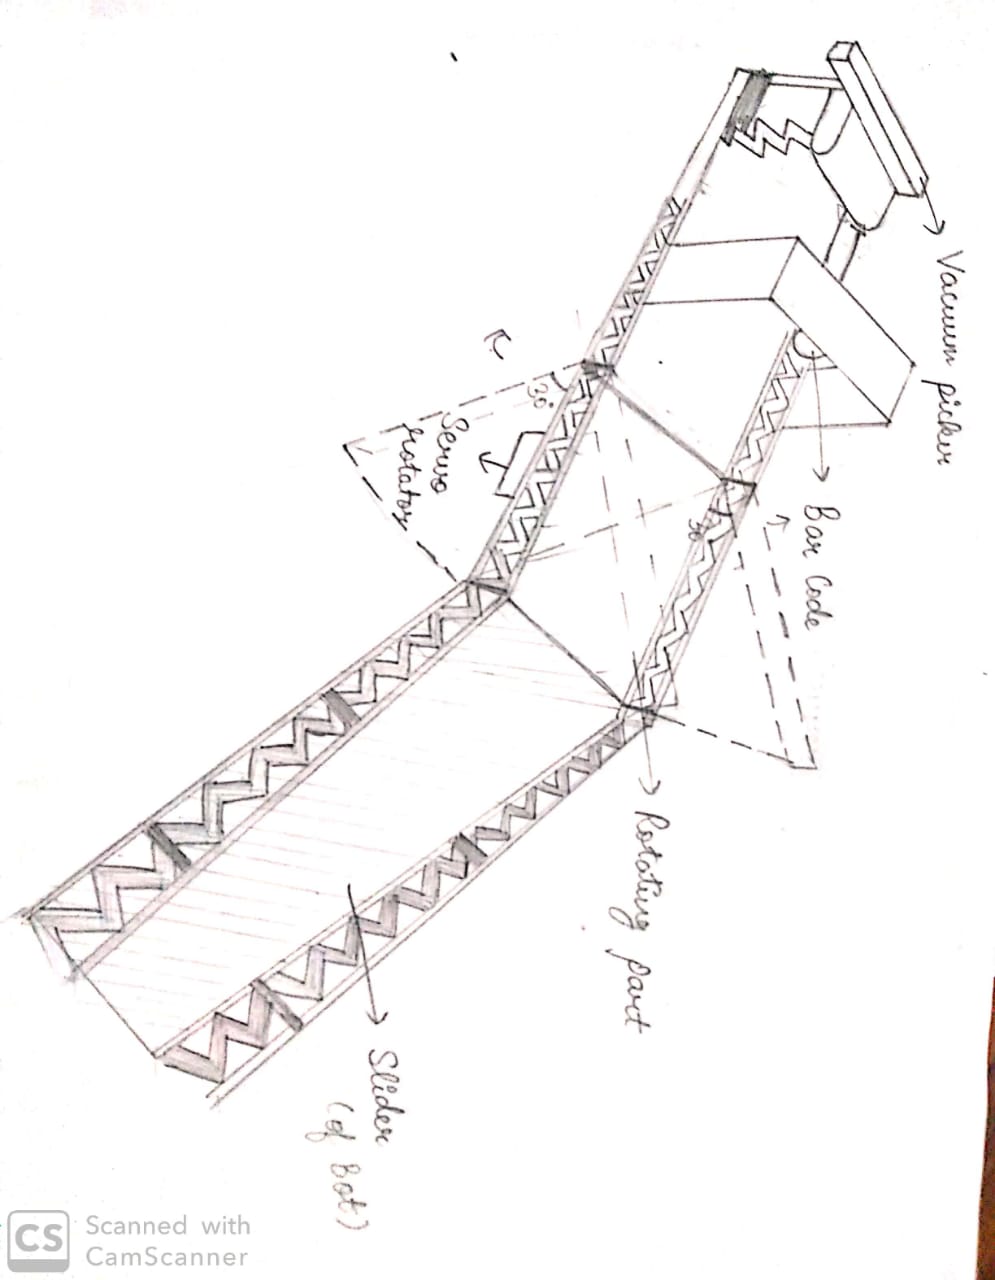 Vacuum picker
Bar Code
30°
Servo
rotator
30
Rotating part
Slider
(of Bot)
CS
Scanned with
CamScanner